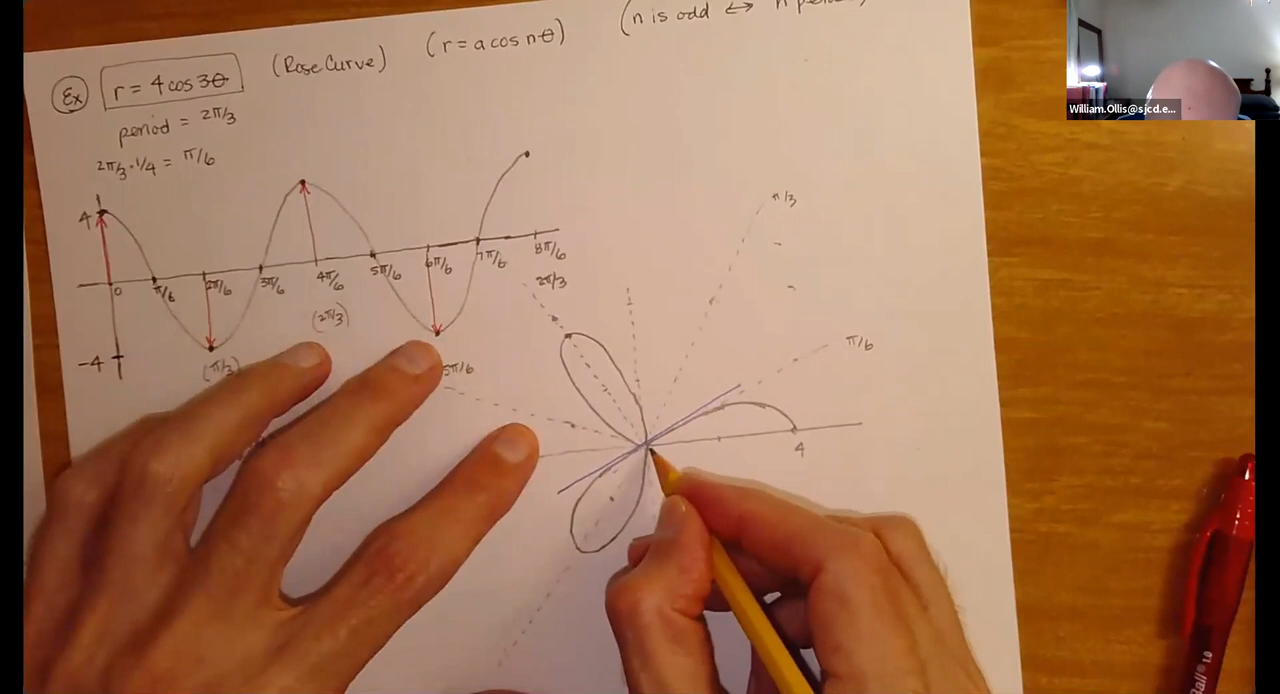 (n is odd ↔ n
Ex r = 4 cos 3θ (Rose Curve) (r = a cos nθ)
period = 2π/3
2π/3 · 1/4 = π/6
4
-4
0 π/6 2π/6 3π/6 4π/6 5π/6 6π/6 7π/6 8π/6
(π/3) (2π/3)
π/3
2π/3
π/6
5π/6
4
William.Ollis@sjcd.e...
1.0